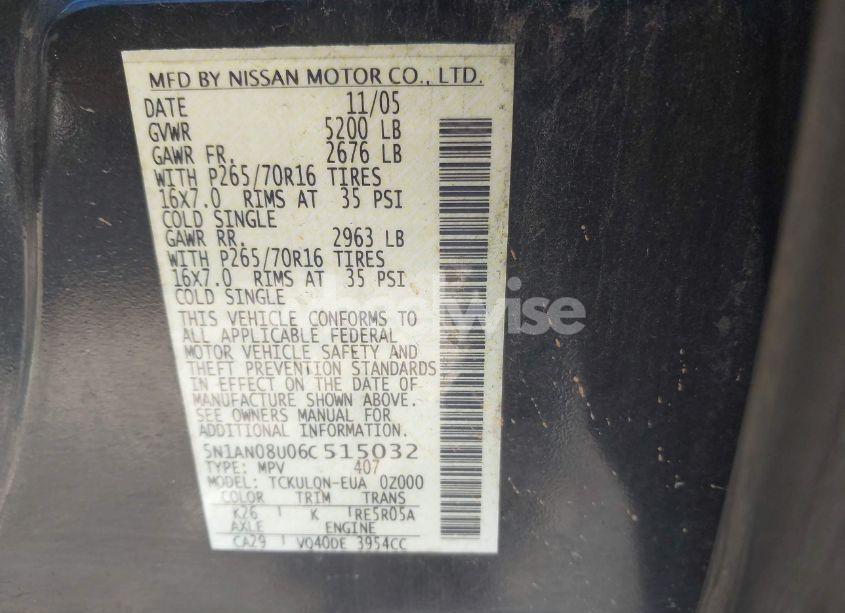 MFD BY NISSAN MOTOR CO., LTD.
DATE 11/05
GVWR 5200 LB
GAWR FR. 2676 LB
WITH P265/70R16 TIRES
16x7.0 RIMS AT 35 PSI
COLD SINGLE
GAWR RR. 2963 LB
WITH P265/70R16 TIRES
16x7.0 RIMS AT 35 PSI
COLD SINGLE
THIS VEHICLE CONFORMS TO
ALL APPLICABLE FEDERAL
MOTOR VEHICLE SAFETY AND
THEFT PREVENTION STANDARDS
IN EFFECT ON THE DATE OF
MANUFACTURE SHOWN ABOVE.
SEE OWNERS MANUAL FOR
ADDITIONAL INFORMATION.
5N1AN08U06C515032
TYPE: MPV 407
MODEL: TCKULQN-EUA 0Z000
COLOR TRIM TRANS
K26 K RE5R05A
AXLE ENGINE
CA29 VQ40DE 3954CC